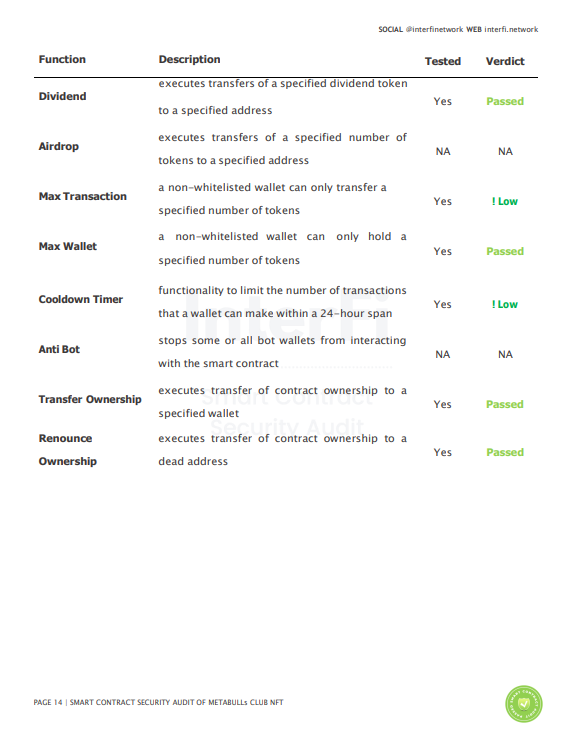 SOCIAL @interfinetwork WEB interfi.network
Function Description Tested Verdict
Dividend
executes transfers of a specified dividend token
to a specified address
Yes Passed
Airdrop
executes transfers of a specified number of
tokens to a specified address
NA NA
Max Transaction
a non-whitelisted wallet can only transfer a
specified number of tokens
Yes ! Low
Max Wallet
a non-whitelisted wallet can only hold a
specified number of tokens
Yes Passed
Cooldown Timer
functionality to limit the number of transactions
that a wallet can make within a 24-hour span
Yes ! Low
Anti Bot
stops some or all bot wallets from interacting
with the smart contract
NA NA
Transfer Ownership
executes transfer of contract ownership to a
specified wallet
Yes Passed
Renounce
Ownership
executes transfer of contract ownership to a
dead address
Yes Passed
InterFi
Smart Contract
Security Audit
PAGE 14 | SMART CONTRACT SECURITY AUDIT OF METABULLs CLUB NFT